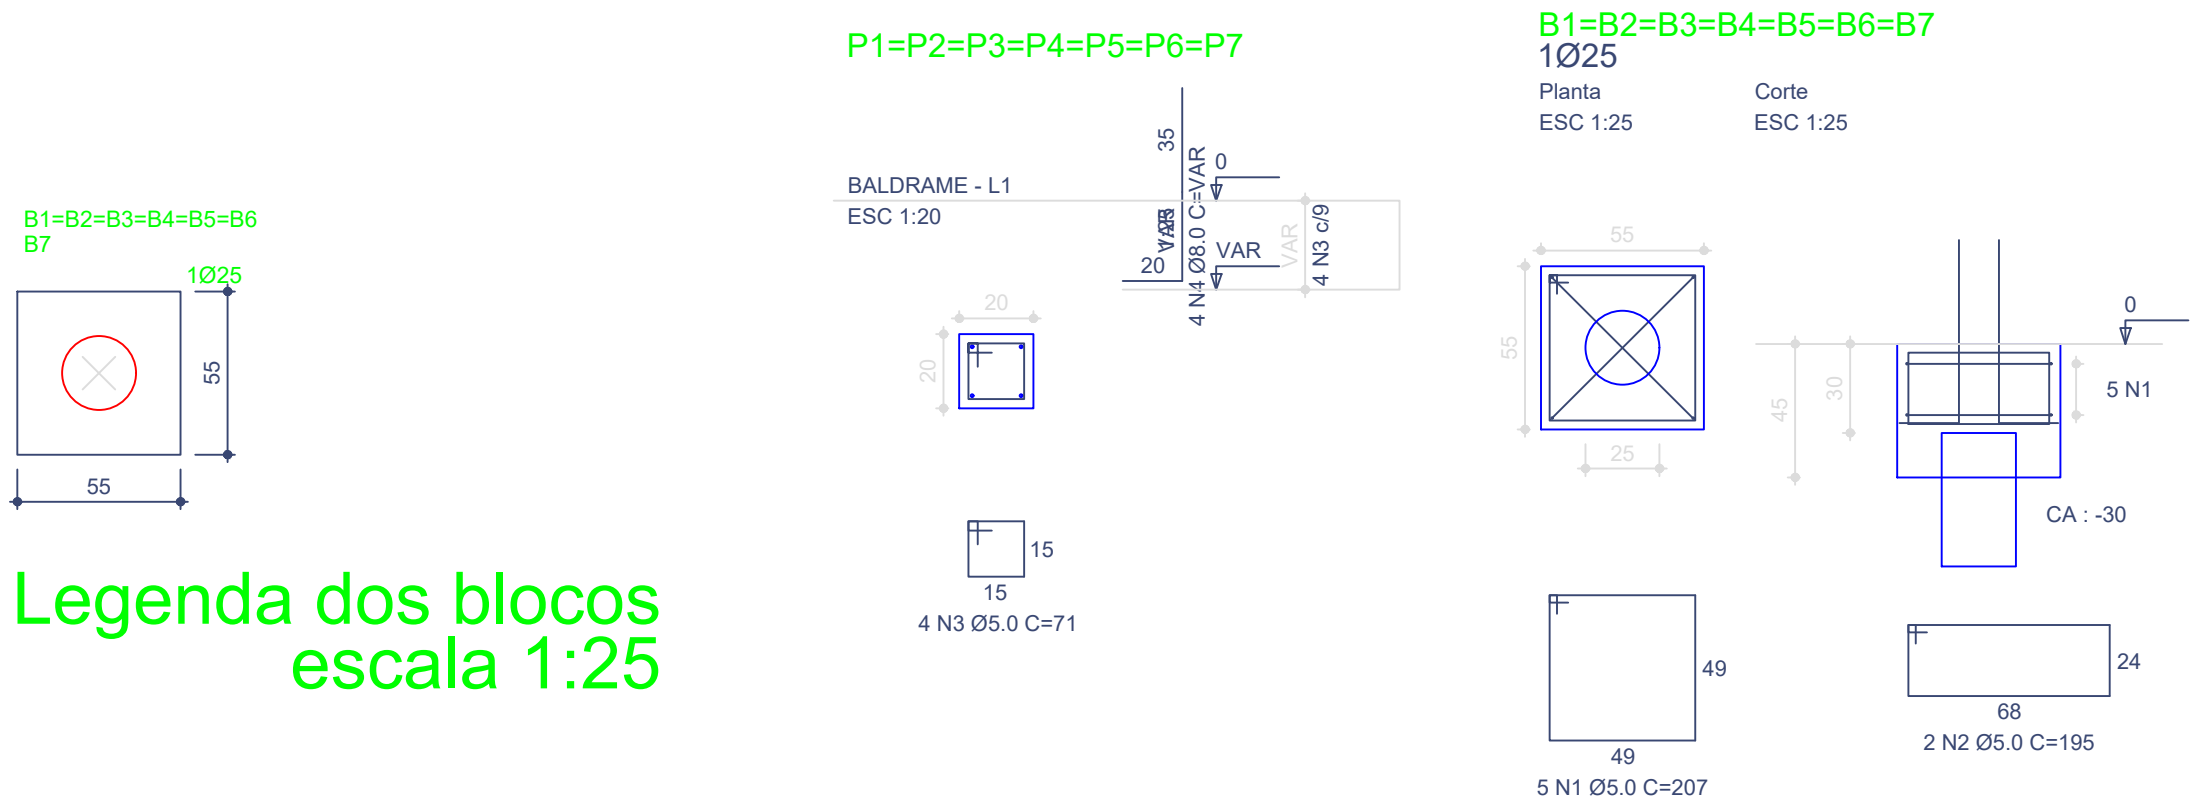 B1=B2=B3=B4=B5=B6
B7
1Ø25
55
55
Legenda dos blocos
escala 1:25
P1=P2=P3=P4=P5=P6=P7
BALDRAME - L1
ESC 1:20
35
VAR
20
4 N4 Ø8.0 C=VAR
0
VAR
VAR
4 N3 c/9
20
20
15
15
4 N3 Ø5.0 C=71
B1=B2=B3=B4=B5=B6=B7
1Ø25
Planta
ESC 1:25
Corte
ESC 1:25
55
55
25
49
49
5 N1 Ø5.0 C=207
0
45
30
5 N1
CA : -30
24
68
2 N2 Ø5.0 C=195